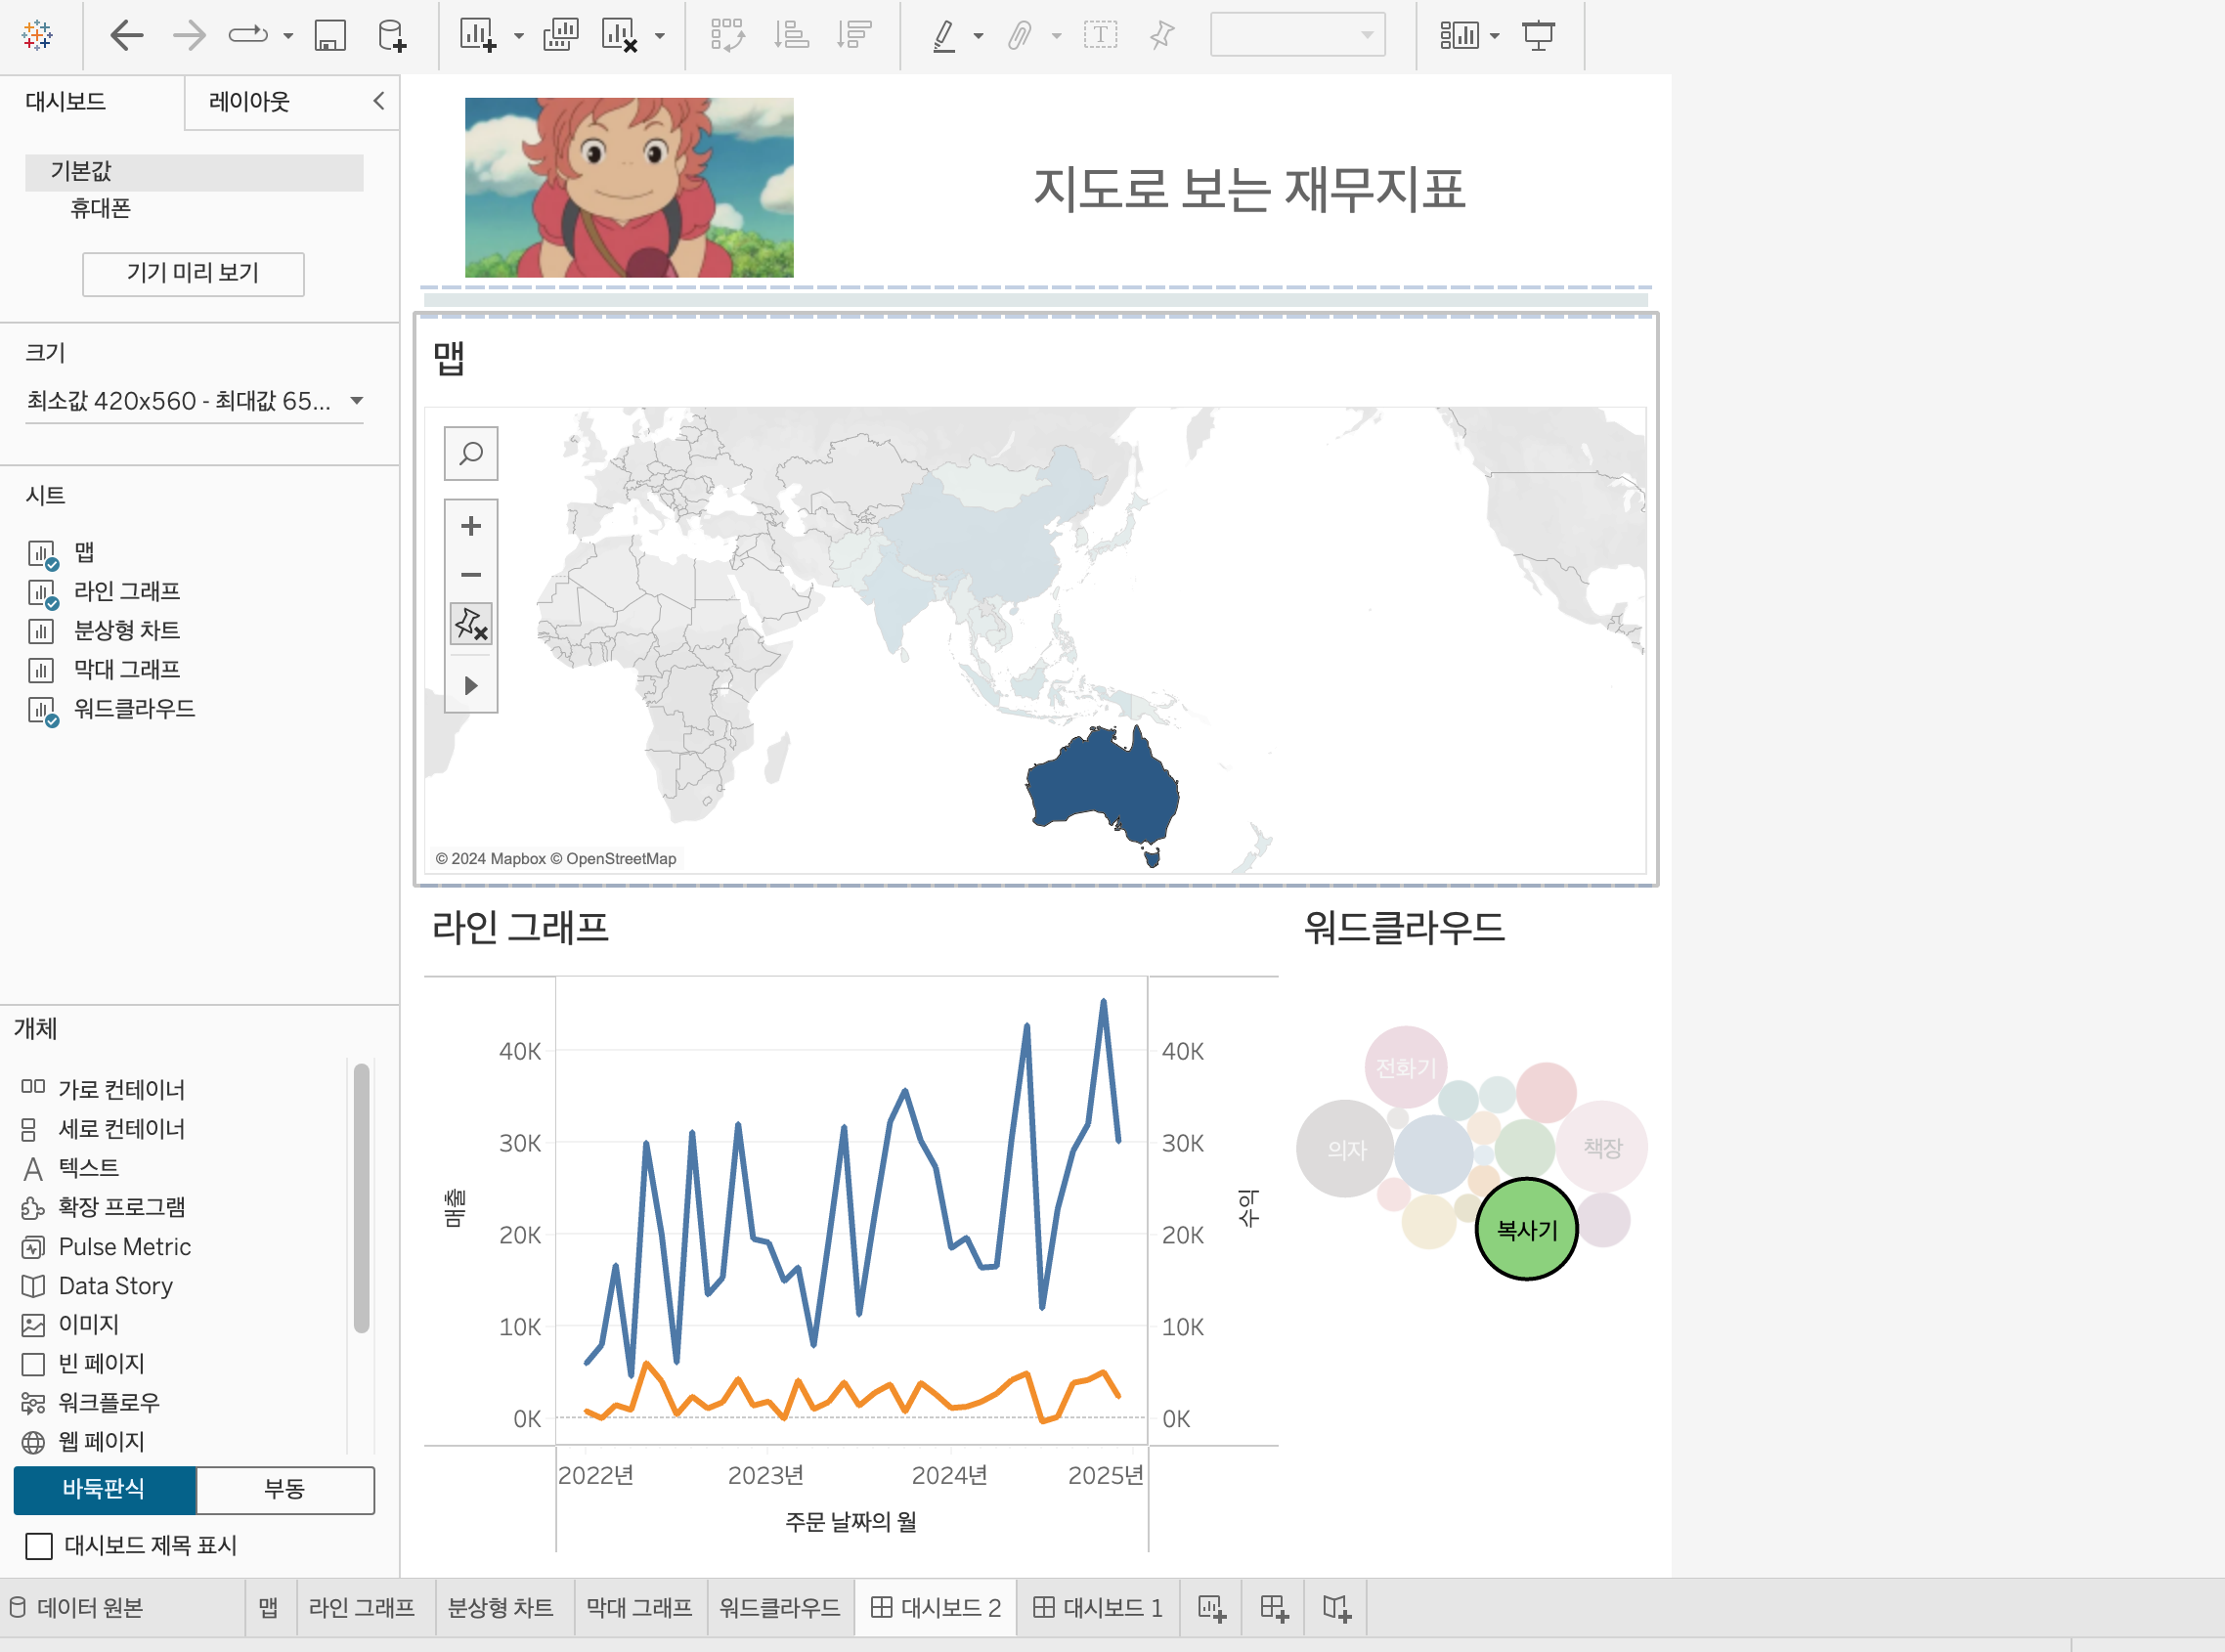 대시보드
레이아웃
기본값
휴대폰
기기 미리 보기
크기
최소값 420x560 - 최대값 65...
시트
맵
라인 그래프
분상형 차트
막대 그래프
워드클라우드
개체
가로 컨테이너
세로 컨테이너
텍스트
확장 프로그램
Pulse Metric
Data Story
이미지
빈 페이지
워크플로우
웹 페이지
바둑판식
부동
대시보드 제목 표시
지도로 보는 재무지표
맵
© 2024 Mapbox © OpenStreetMap
라인 그래프
40K
30K
20K
10K
0K
매출
40K
30K
20K
10K
0K
수익
2022년
2023년
2024년
2025년
주문 날짜의 월
워드클라우드
전화기
의자
책장
복사기
데이터 원본
맵
라인 그래프
분상형 차트
막대 그래프
워드클라우드
대시보드 2
대시보드 1